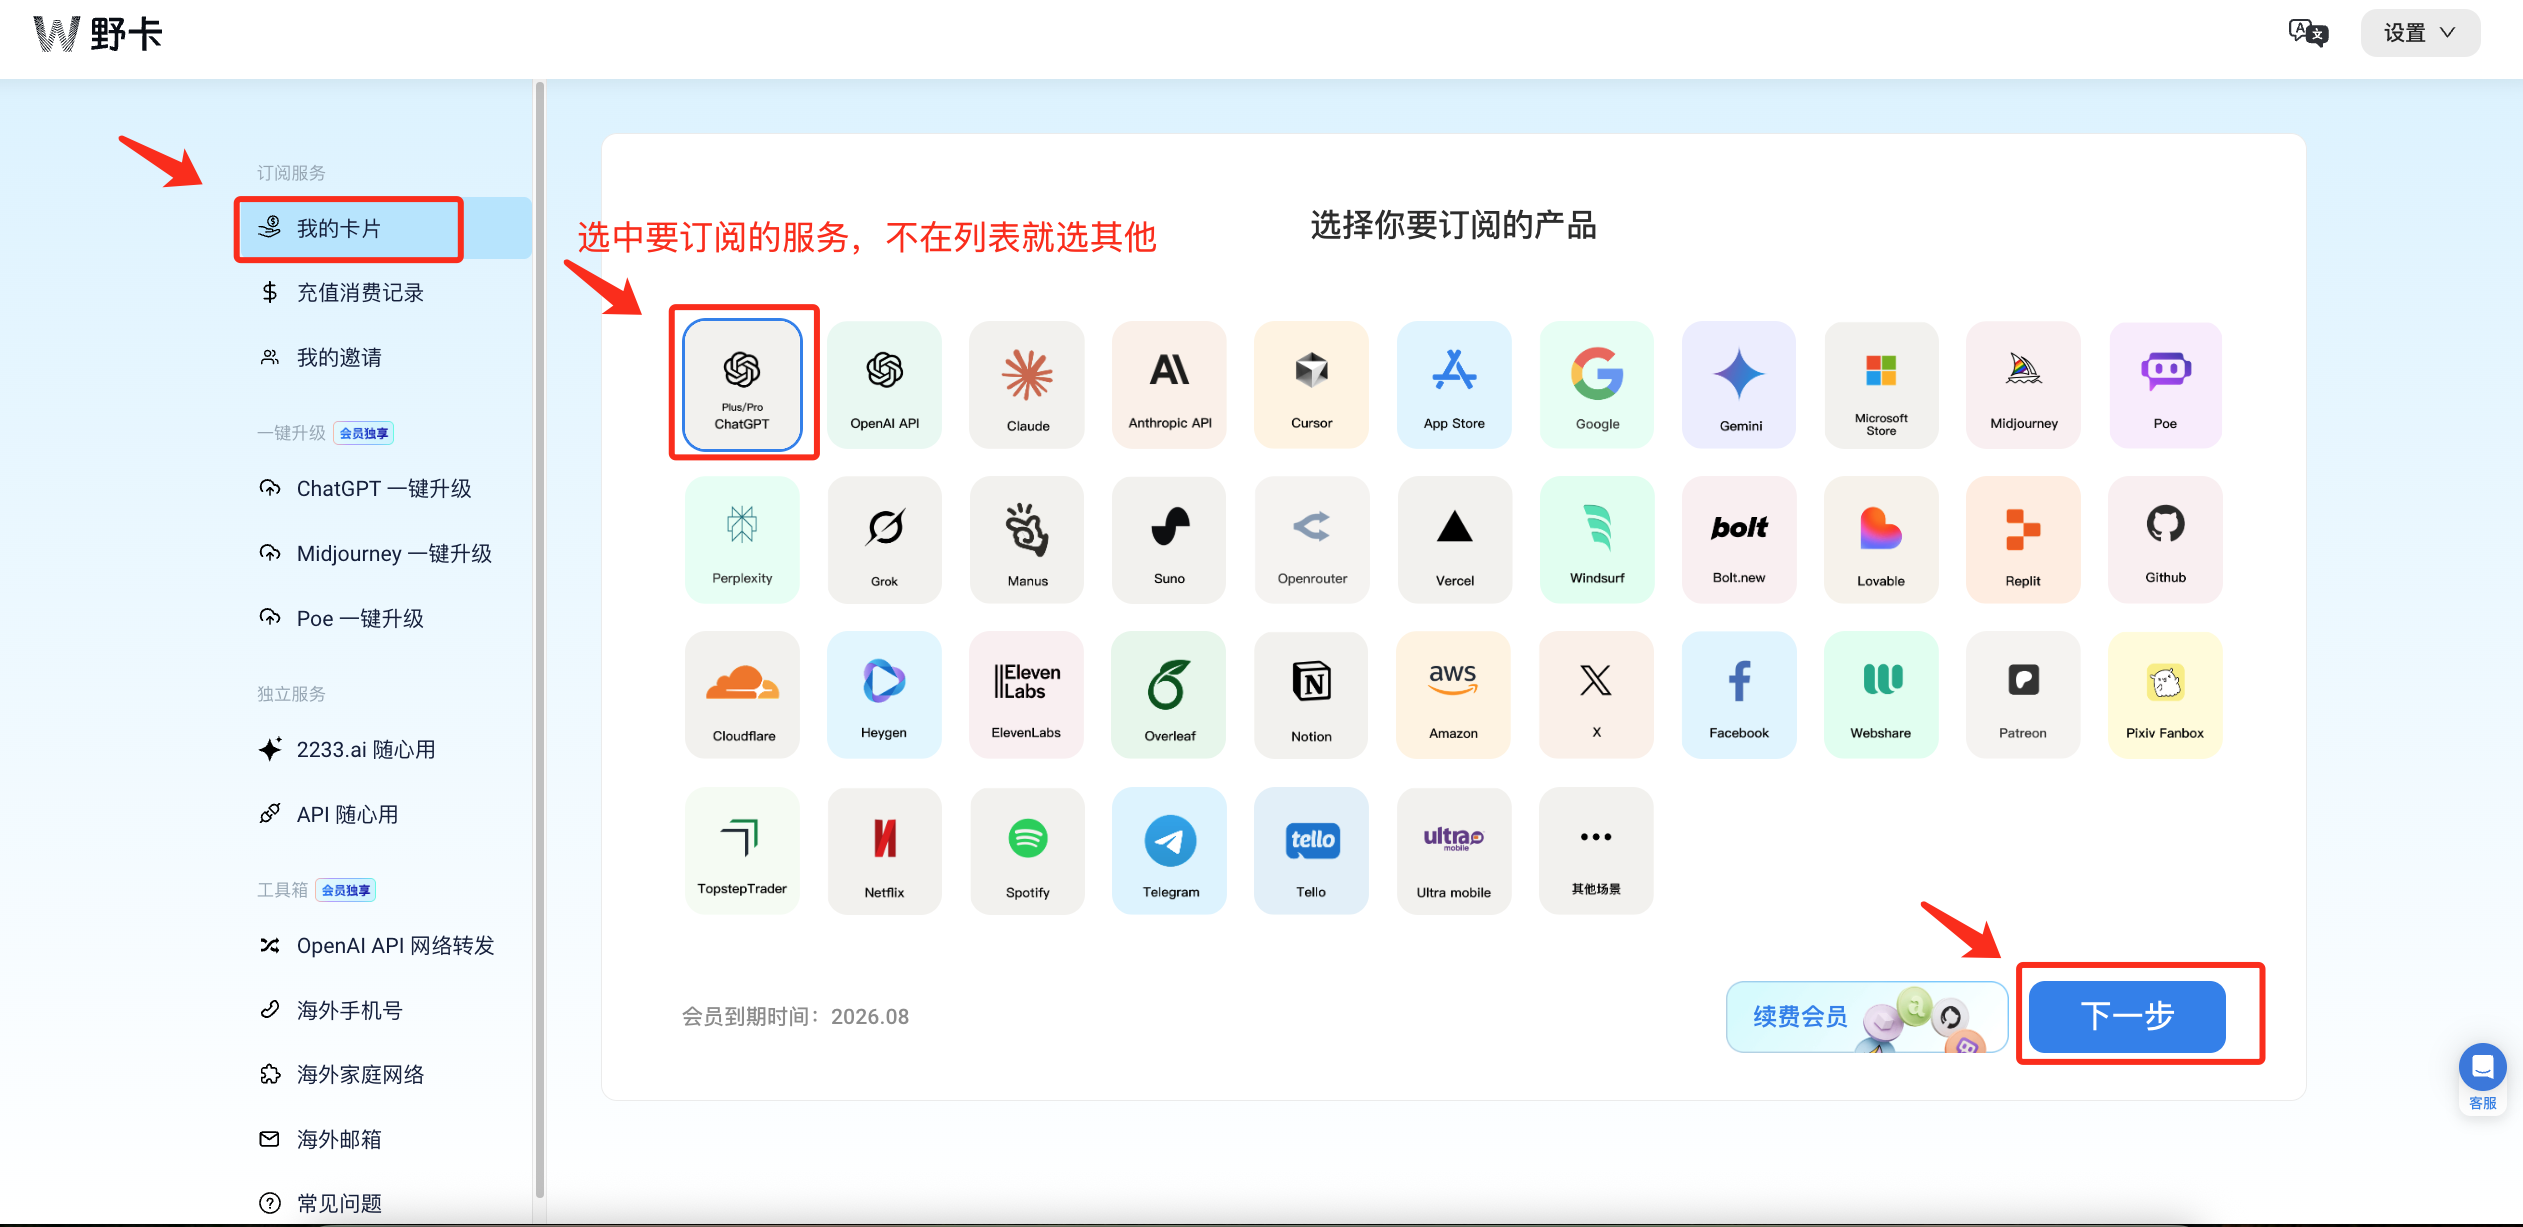 野卡
设置
订阅服务
我的卡片
充值消费记录
我的邀请
一键升级 会员独享
ChatGPT 一键升级
Midjourney 一键升级
Poe 一键升级
独立服务
2233.ai 随心用
API 随心用
工具箱 会员独享
OpenAI API 网络转发
海外手机号
海外家庭网络
海外邮箱
常见问题
选中要订阅的服务，不在列表就选其他
选择你要订阅的产品
Plus/Pro
ChatGPT
OpenAI API
Claude
Anthropic API
Cursor
App Store
Google
Gemini
Microsoft
Store
Midjourney
Poe
Perplexity
Grok
Manus
Suno
Openrouter
Vercel
Windsurf
bolt
Bolt.new
Lovable
Replit
Github
Cloudflare
Heygen
IIEleven
Labs
ElevenLabs
Overleaf
Notion
aws
Amazon
X
Facebook
Webshare
Patreon
Pixiv Fanbox
TopstepTrader
Netflix
Spotify
Telegram
tello
Tello
ultra
mobile
Ultra mobile
其他场景
会员到期时间：2026.08
续费会员
下一步
客服